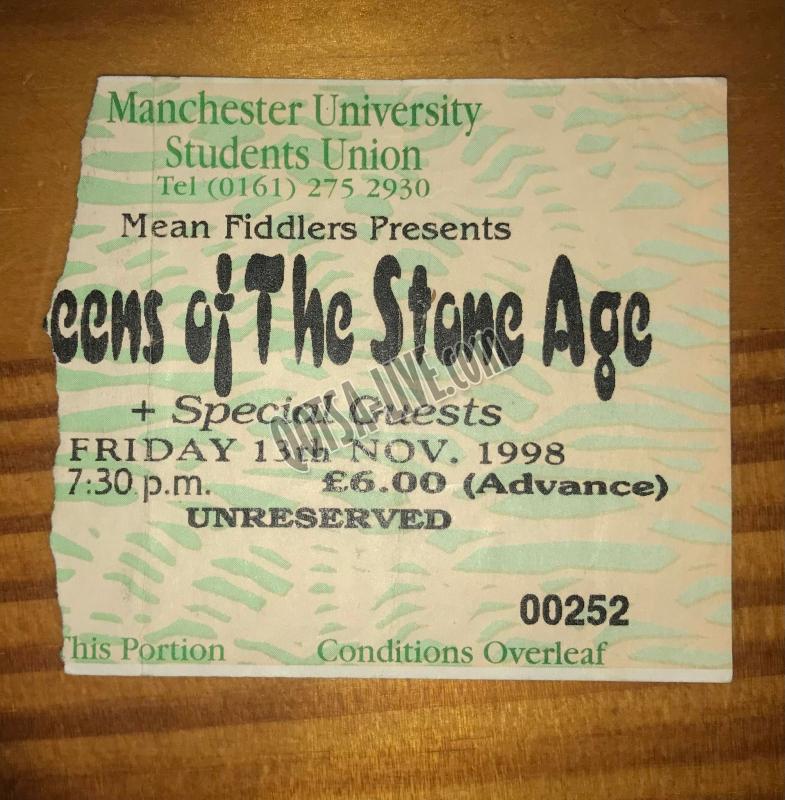 Manchester University
Students Union
Tel (0161) 275 2930
Mean Fiddlers Presents
eens of The Stone Age
QOTSA-LIVE.com
+ Special Guests
FRIDAY 13th NOV. 1998
7:30 p.m. £6.00 (Advance)
UNRESERVED
00252
This Portion Conditions Overleaf